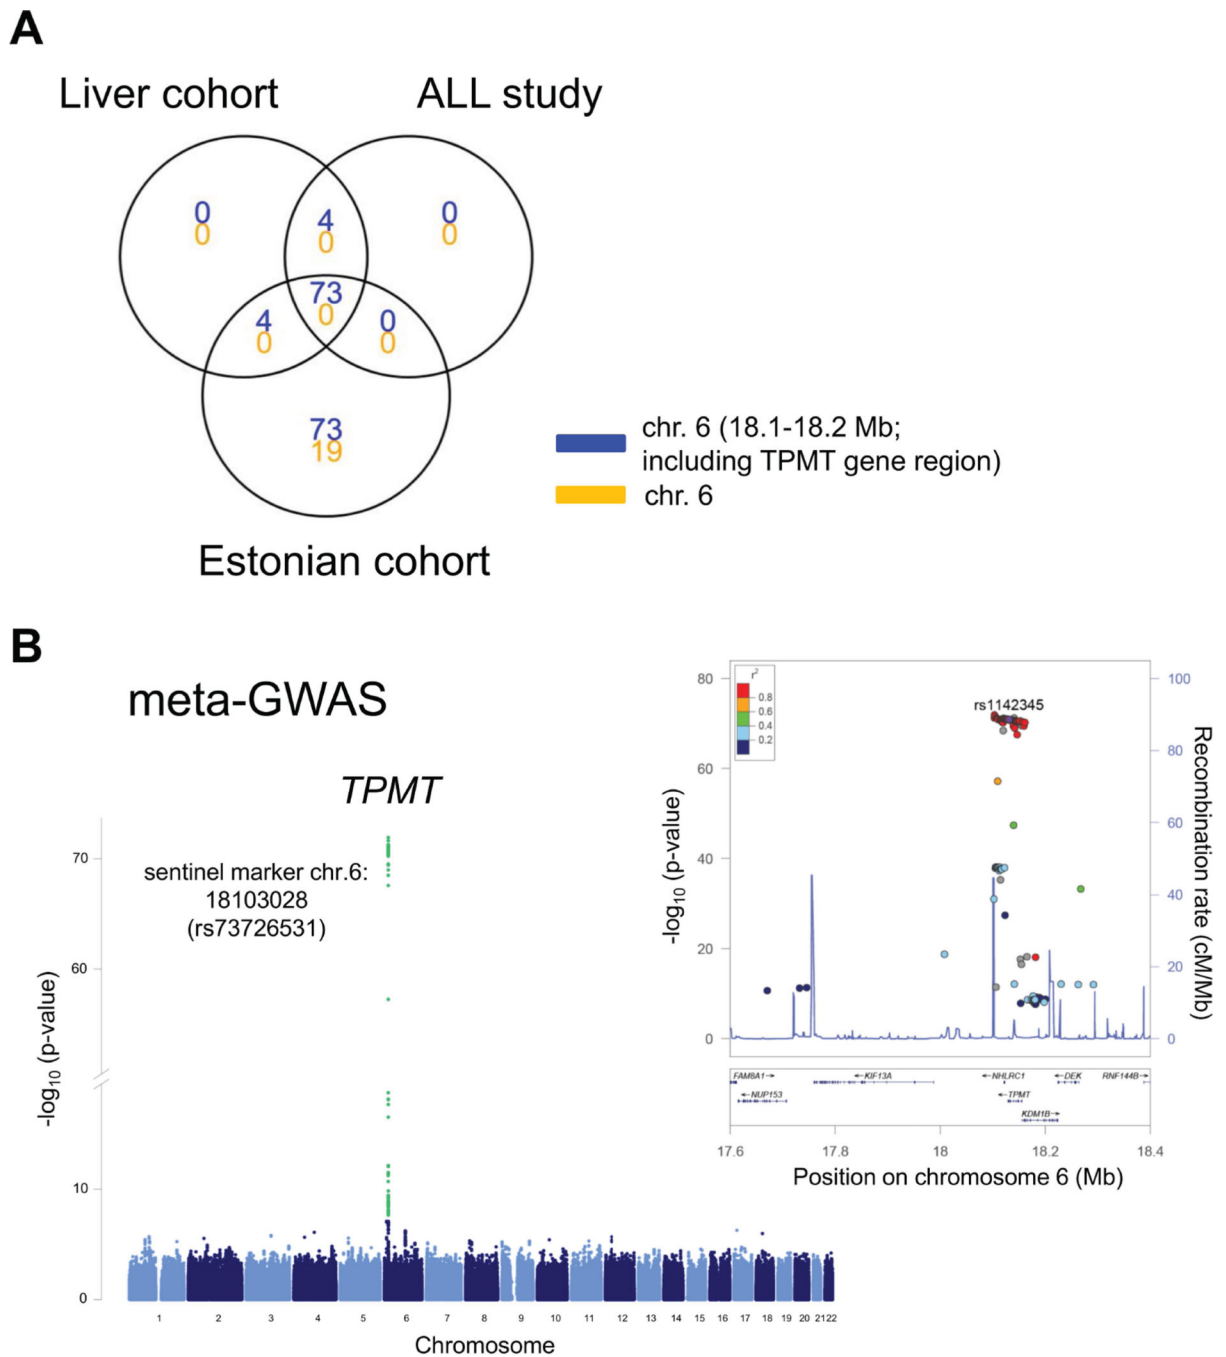 A
Liver cohort
ALL study
0
0
4
0
0
0
73
0
4
0
0
0
73
19
chr. 6 (18.1-18.2 Mb;
including TPMT gene region)
chr. 6
Estonian cohort
B
meta-GWAS
TPMT
sentinel marker chr.6:
18103028
(rs73726531)
-log10 (p-value)
70
60
10
0
1 2 3 4 5 6 7 8 9 10 11 12 13 14 15 16 17 18 19 20 21 22
Chromosome
r2
0.8
0.6
0.4
0.2
rs1142345
-log10 (p-value)
80
60
40
20
0
Recombination rate (cM/Mb)
100
80
60
40
20
0
FAM8A1→
←KIF13A
←NHLRC1
←DEK
RNF144B→
←NUP153
←TPMT
KDM1B→
17.6 17.8 18 18.2 18.4
Position on chromosome 6 (Mb)